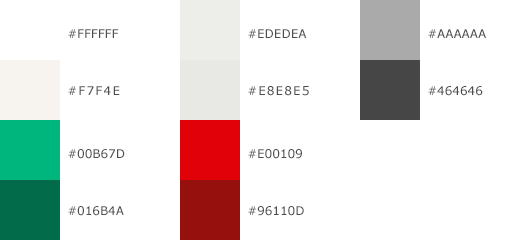 #FFFFFF #EDEDEA #AAAAAA
#F7F4E #E8E8E5 #464646
#00B67D #E00109
#016B4A #96110D